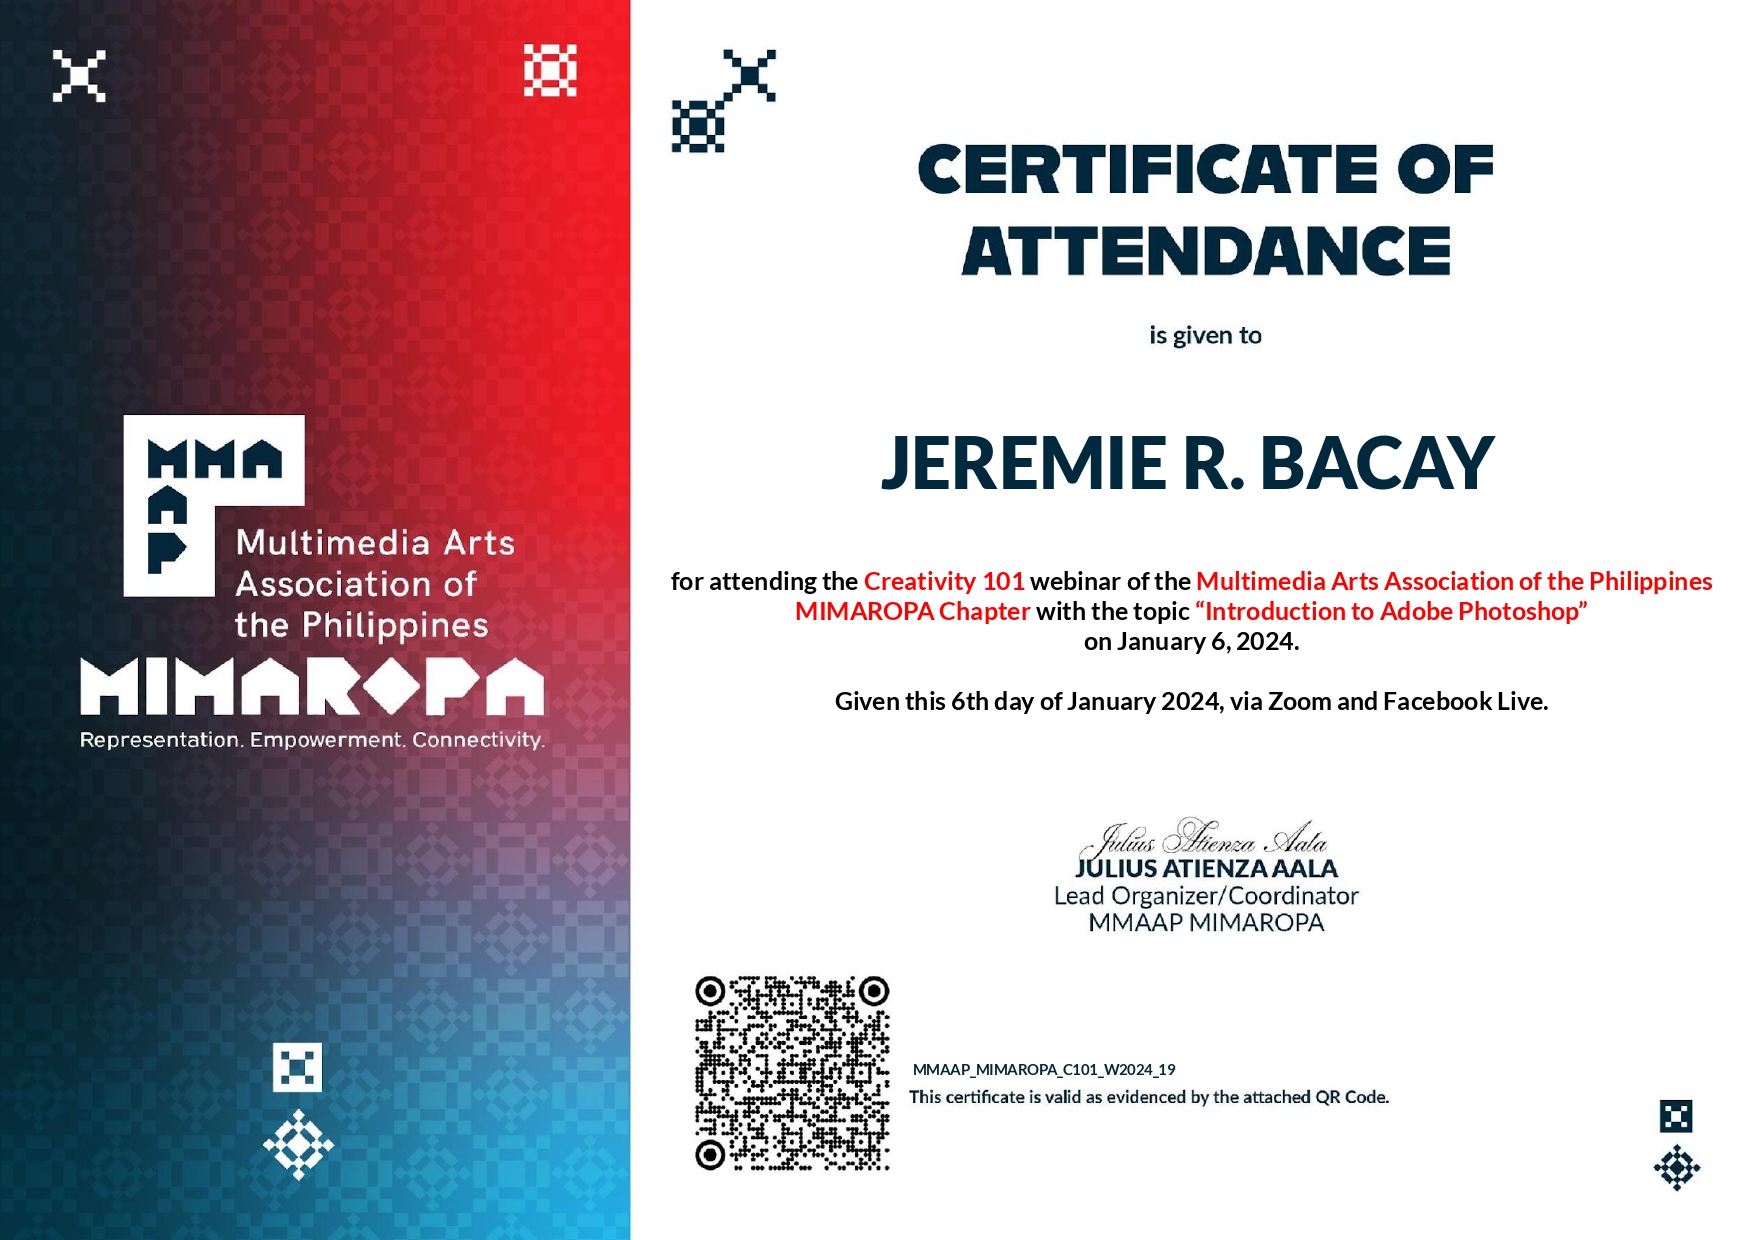 MMA
A
P
Multimedia Arts
Association of
the Philippines
MIMAROPA
Representation. Empowerment. Connectivity.
CERTIFICATE OF
ATTENDANCE
is given to
JEREMIE R. BACAY
for attending the Creativity 101 webinar of the Multimedia Arts Association of the Philippines
MIMAROPA Chapter with the topic “Introduction to Adobe Photoshop”
on January 6, 2024.
Given this 6th day of January 2024, via Zoom and Facebook Live.
Julius Atienza Aala
JULIUS ATIENZA AALA
Lead Organizer/Coordinator
MMAAP MIMAROPA
MMAAP_MIMAROPA_C101_W2024_19
This certificate is valid as evidenced by the attached QR Code.